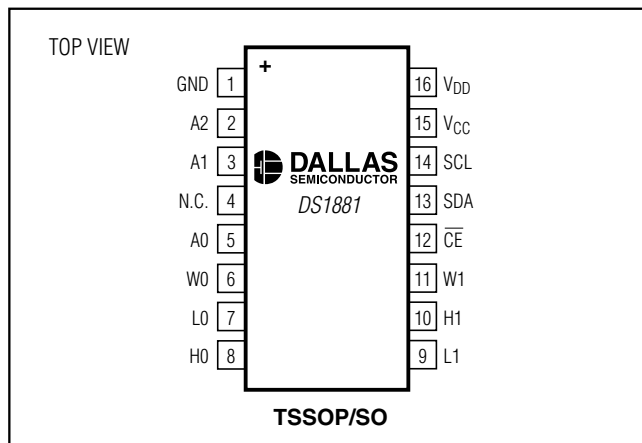 TOP VIEW
+
GND 1
16 VDD
A2 2
15 VCC
A1 3
14 SCL
N.C. 4
13 SDA
A0 5
12 C̅E̅
W0 6
11 W1
L0 7
10 H1
H0 8
9 L1
DALLAS
SEMICONDUCTOR
DS1881
TSSOP/SO